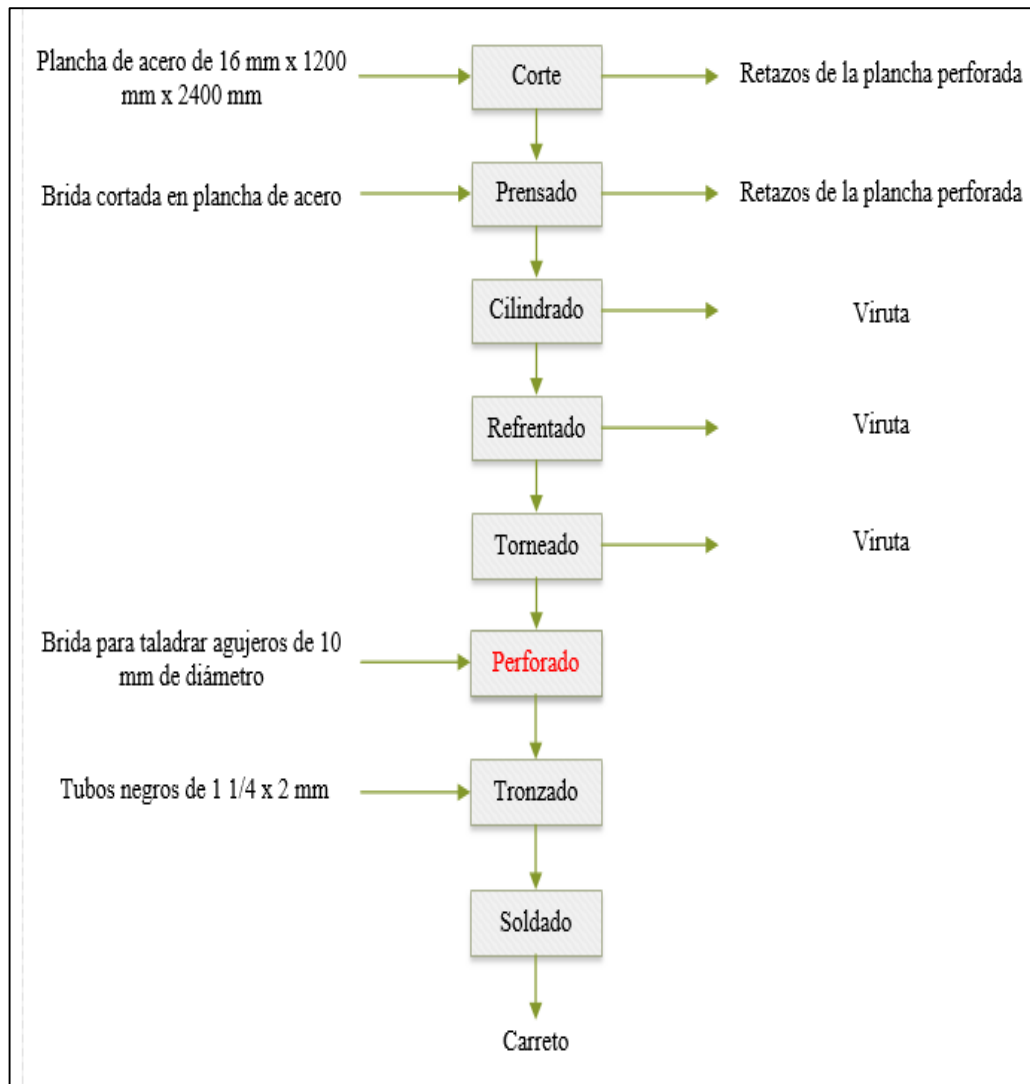 Plancha de acero de 16 mm x 1200
mm x 2400 mm
Corte
Retazos de la plancha perforada
Brida cortada en plancha de acero
Prensado
Retazos de la plancha perforada
Cilindrado
Viruta
Refrentado
Viruta
Torneado
Viruta
Brida para taladrar agujeros de 10
mm de diámetro
Perforado
Tubos negros de 1 1/4 x 2 mm
Tronzado
Soldado
Carreto